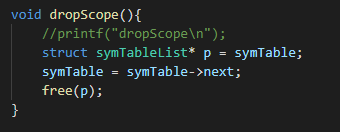 void dropScope(){
    //printf("dropScope\n");
    struct symTableList* p = symTable;
    symTable = symTable->next;
    free(p);
}